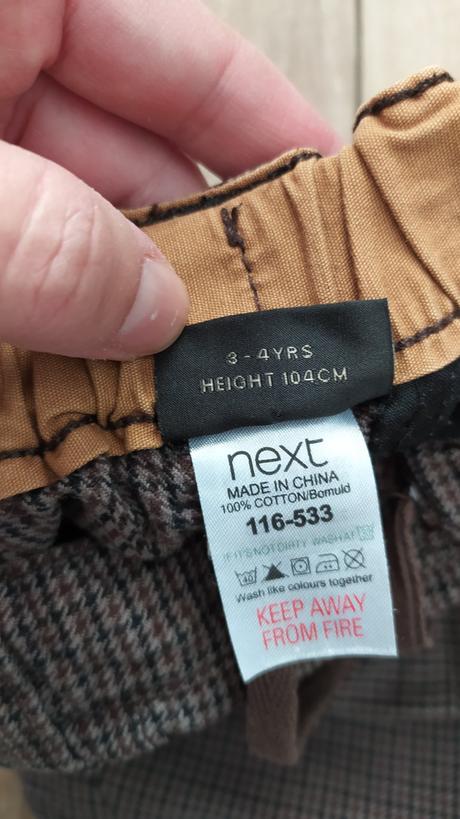 3 - 4YRS
HEIGHT 104CM
next
MADE IN CHINA
100% COTTON/Bomuld
116-533
IF IT'S NOT DIRTY WASH AT
40
Wash like colours together
KEEP AWAY
FROM FIRE